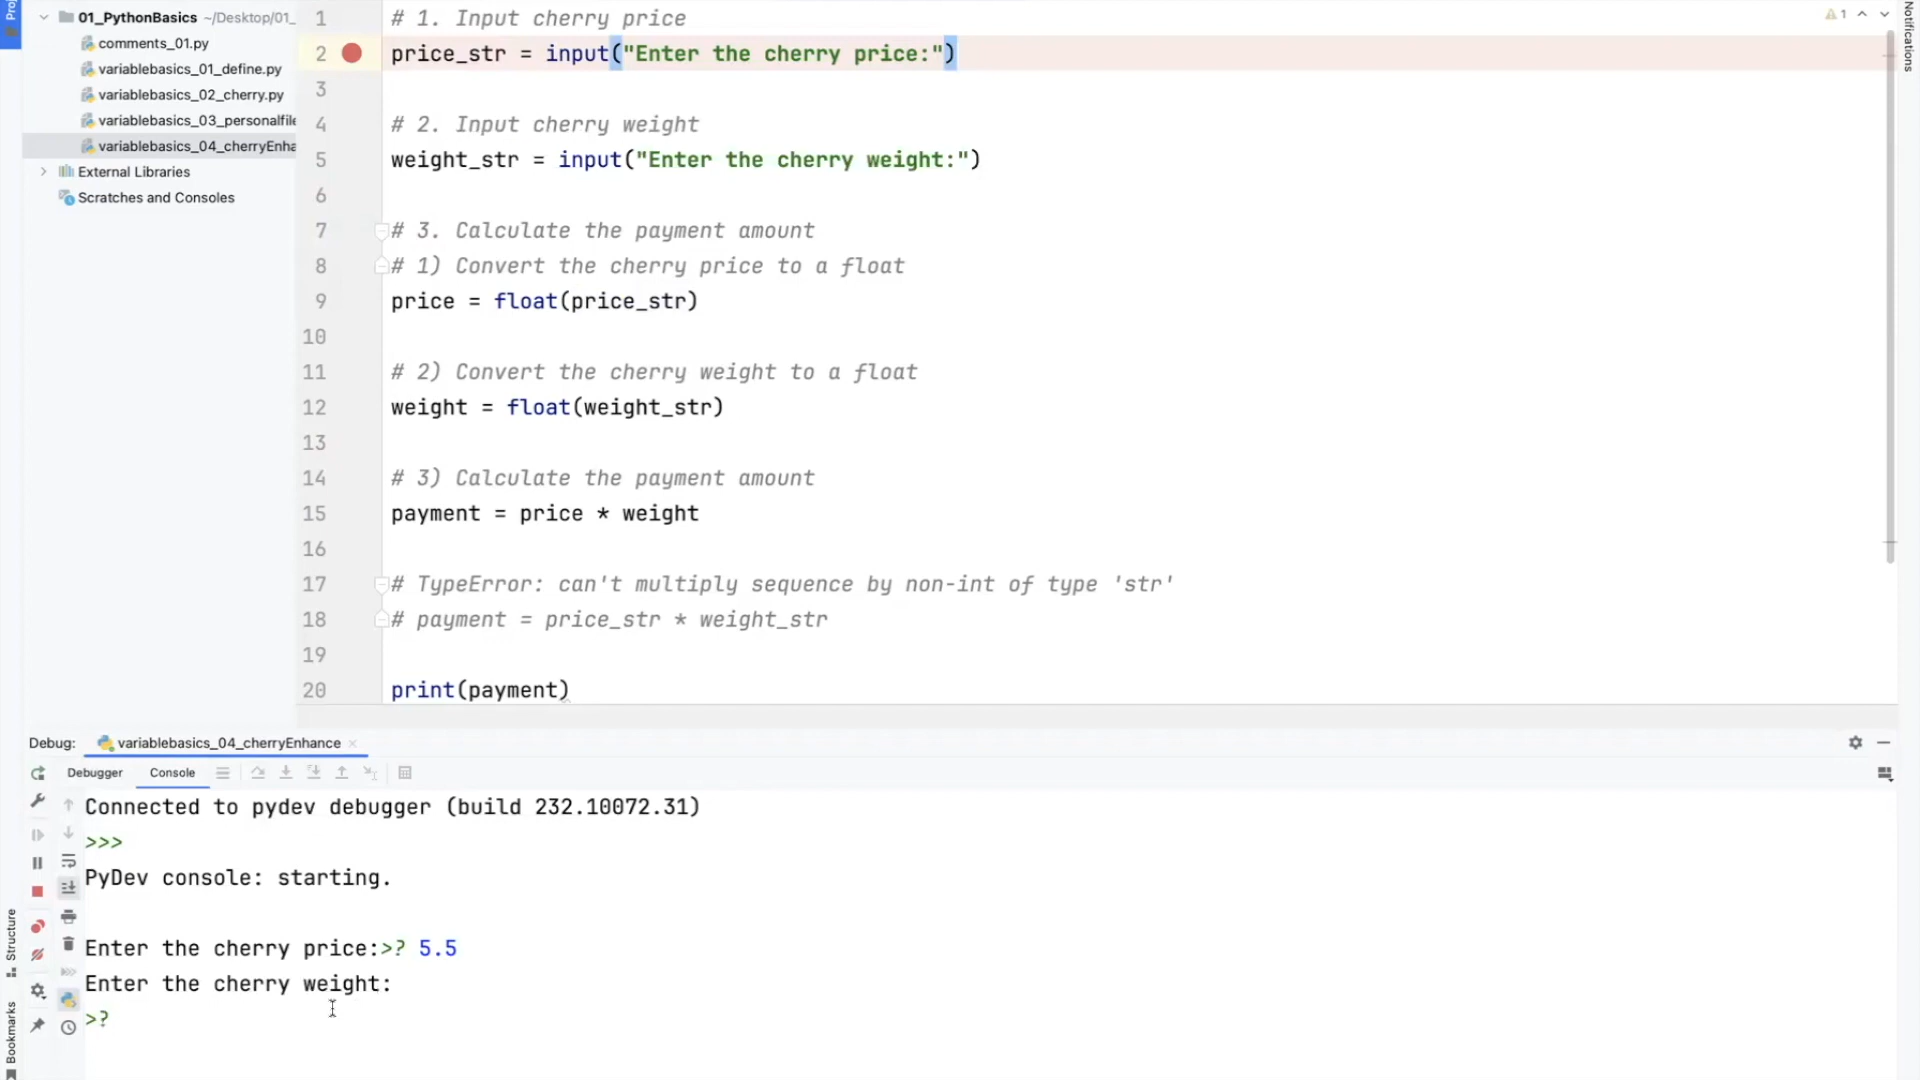 01_PythonBasics ~/Desktop/01_
comments_01.py
variablebasics_01_define.py
variablebasics_02_cherry.py
variablebasics_03_personalfile
variablebasics_04_cherryEnha
External Libraries
Scratches and Consoles
Proj
Structure
Bookmarks
Notifications
1
1 # 1. Input cherry price
2 price_str = input("Enter the cherry price:")
3
4 # 2. Input cherry weight
5 weight_str = input("Enter the cherry weight:")
6
7 # 3. Calculate the payment amount
8 # 1) Convert the cherry price to a float
9 price = float(price_str)
10
11 # 2) Convert the cherry weight to a float
12 weight = float(weight_str)
13
14 # 3) Calculate the payment amount
15 payment = price * weight
16
17 # TypeError: can't multiply sequence by non-int of type 'str'
18 # payment = price_str * weight_str
19
20 print(payment)
Debug: variablebasics_04_cherryEnhance
Debugger Console
Connected to pydev debugger (build 232.10072.31)
>>>
PyDev console: starting.
Enter the cherry price:>? 5.5
Enter the cherry weight:
>?